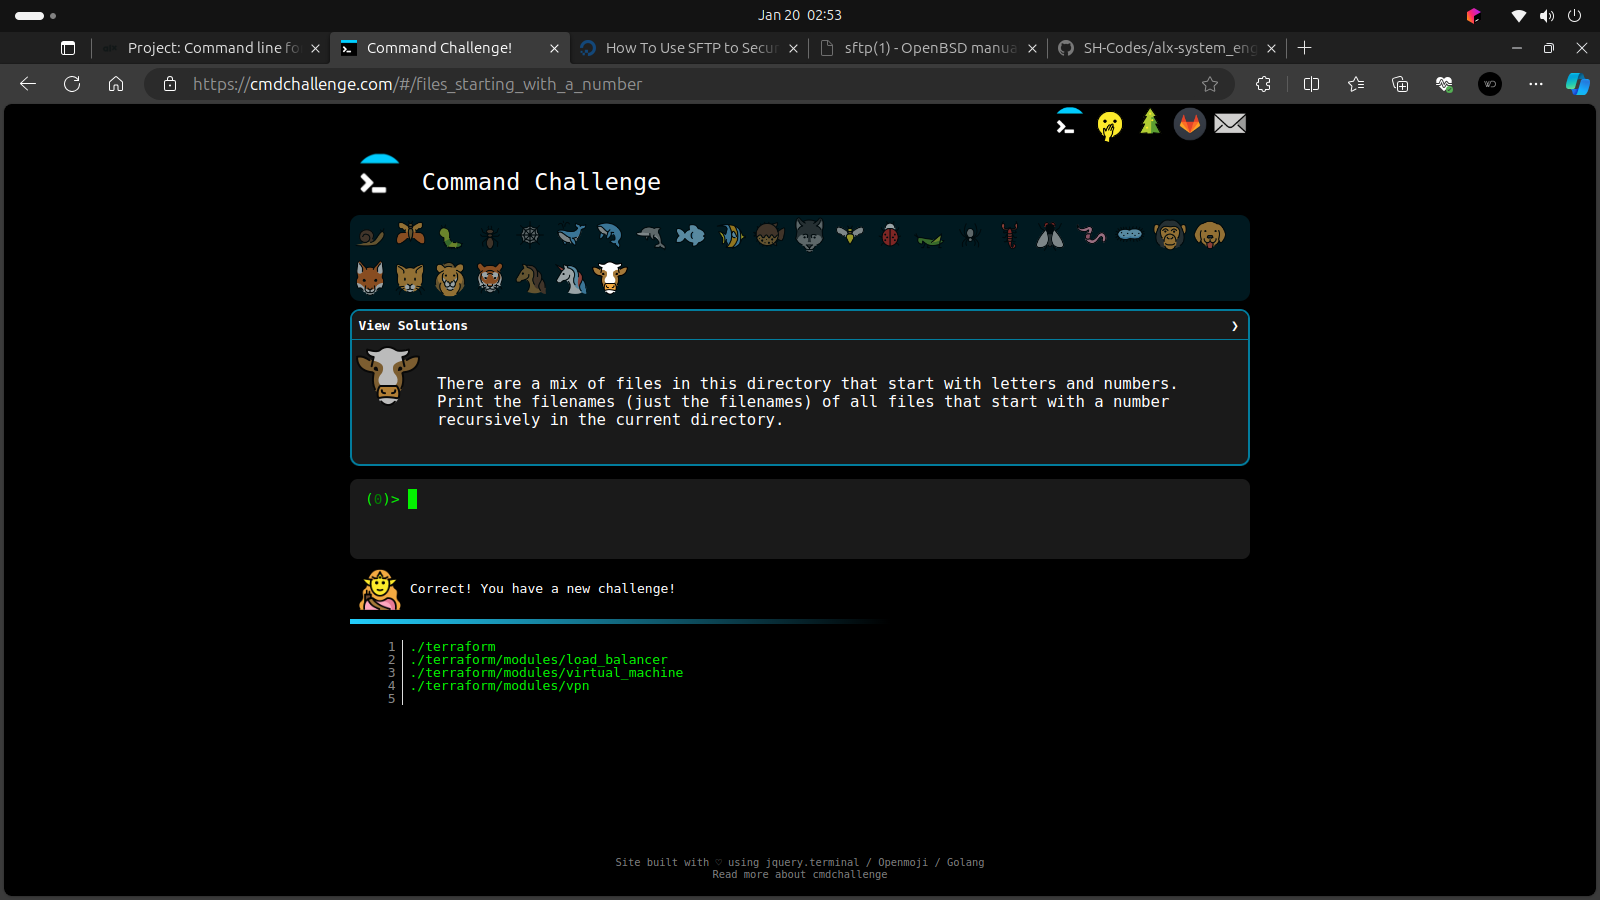 Jan 20 02:53
Project: Command line fo
Command Challenge!
How To Use SFTP to Secur
sftp(1) - OpenBSD manua
SH-Codes/alx-system_eng
https://cmdchallenge.com/#/files_starting_with_a_number
WD
Command Challenge
View Solutions
There are a mix of files in this directory that start with letters and numbers.
Print the filenames (just the filenames) of all files that start with a number
recursively in the current directory.
(0)>
Correct! You have a new challenge!
1 ./terraform
2 ./terraform/modules/load_balancer
3 ./terraform/modules/virtual_machine
4 ./terraform/modules/vpn
5
Site built with ♡ using jquery.terminal / Openmoji / Golang
Read more about cmdchallenge